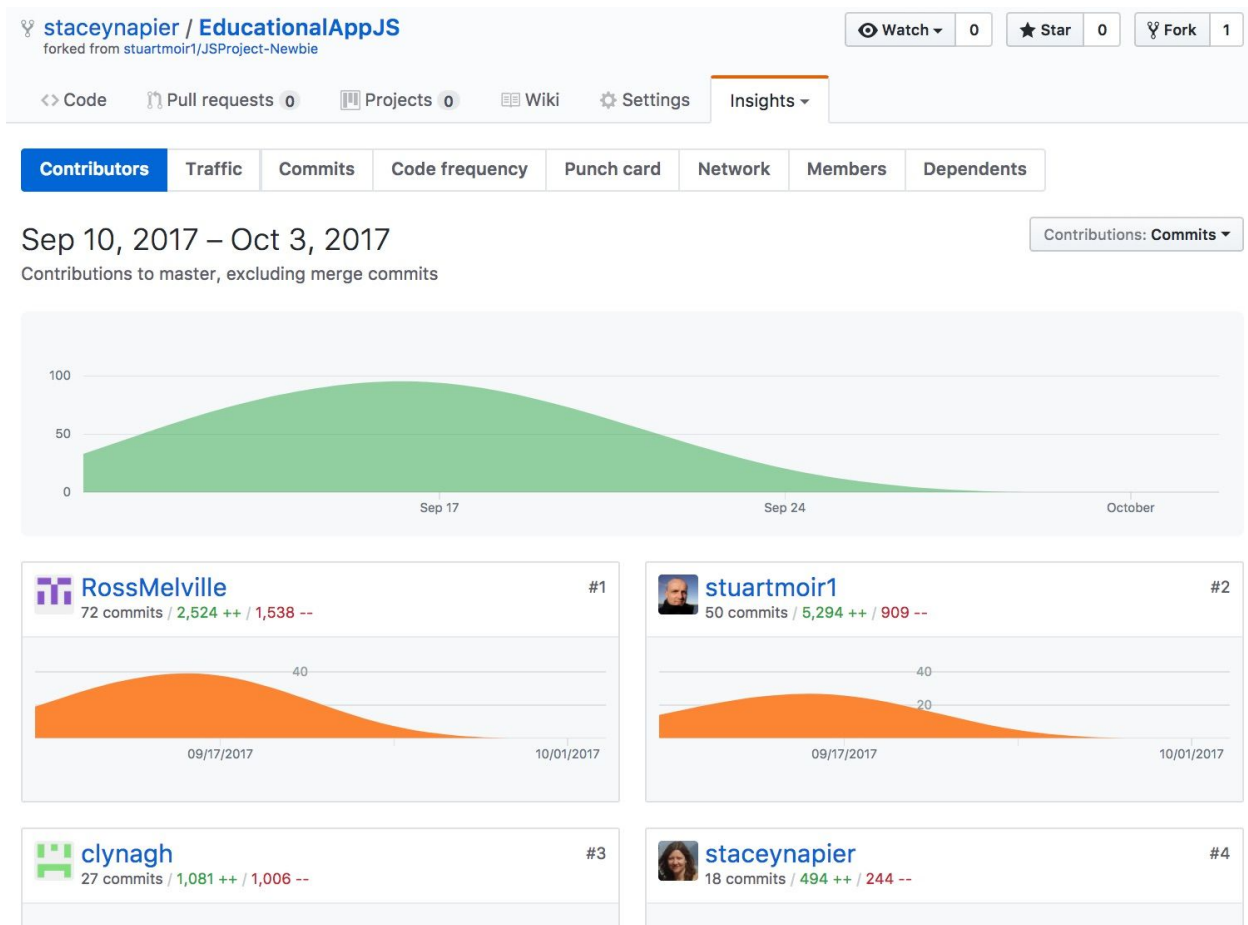 staceynapier / EducationalAppJS
forked from stuartmoir1/JSProject-Newbie
Watch 0 Star 0 Fork 1
Code Pull requests 0 Projects 0 Wiki Settings Insights
Contributors Traffic Commits Code frequency Punch card Network Members Dependents
Sep 10, 2017 – Oct 3, 2017
Contributions: Commits
Contributions to master, excluding merge commits
100
50
0
Sep 17 Sep 24 October
RossMelville #1
72 commits / 2,524 ++ / 1,538 --
40
09/17/2017 10/01/2017
stuartmoir1 #2
50 commits / 5,294 ++ / 909 --
40
20
09/17/2017 10/01/2017
clynagh #3
27 commits / 1,081 ++ / 1,006 --
staceynapier #4
18 commits / 494 ++ / 244 --